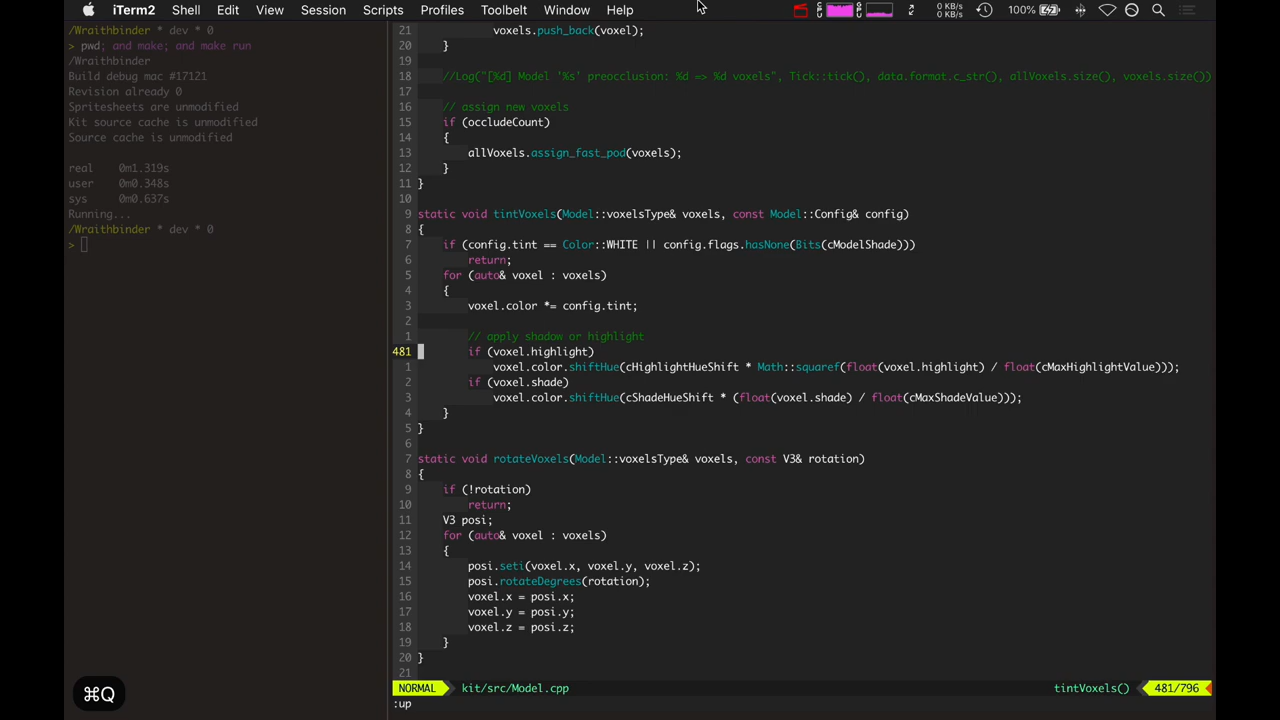 iTerm2 Shell Edit View Session Scripts Profiles Toolbelt Window Help 0 KB/s 0 KB/s 100%
/Wraithbinder * dev * 0
> pwd; and make; and make run
/Wraithbinder
Build debug mac #17121
Revision already 0
Spritesheets are unmodified
Kit source cache is unmodified
Source cache is unmodified
real 0m1.319s
user 0m0.348s
sys 0m0.637s
Running...
/Wraithbinder * dev * 0
>
⌘Q
21 voxels.push_back(voxel);
20 }
19
18 //Log("[%d] Model '%s' preocclusion: %d => %d voxels", Tick::tick(), data.format.c_str(), allVoxels.size(), voxels.size())
17
16 // assign new voxels
15 if (occludeCount)
14 {
13 allVoxels.assign_fast_pod(voxels);
12 }
11 }
10
9 static void tintVoxels(Model::voxelsType& voxels, const Model::Config& config)
8 {
7 if (config.tint == Color::WHITE || config.flags.hasNone(Bits(cModelShade)))
6 return;
5 for (auto& voxel : voxels)
4 {
3 voxel.color *= config.tint;
2
1 // apply shadow or highlight
481 if (voxel.highlight)
1 voxel.color.shiftHue(cHighlightHueShift * Math::squaref(float(voxel.highlight) / float(cMaxHighlightValue)));
2 if (voxel.shade)
3 voxel.color.shiftHue(cShadeHueShift * (float(voxel.shade) / float(cMaxShadeValue)));
4 }
5 }
6
7 static void rotateVoxels(Model::voxelsType& voxels, const V3& rotation)
8 {
9 if (!rotation)
10 return;
11 V3 posi;
12 for (auto& voxel : voxels)
13 {
14 posi.seti(voxel.x, voxel.y, voxel.z);
15 posi.rotateDegrees(rotation);
16 voxel.x = posi.x;
17 voxel.y = posi.y;
18 voxel.z = posi.z;
19 }
20 }
21
NORMAL kit/src/Model.cpp tintVoxels() 481/796
:up